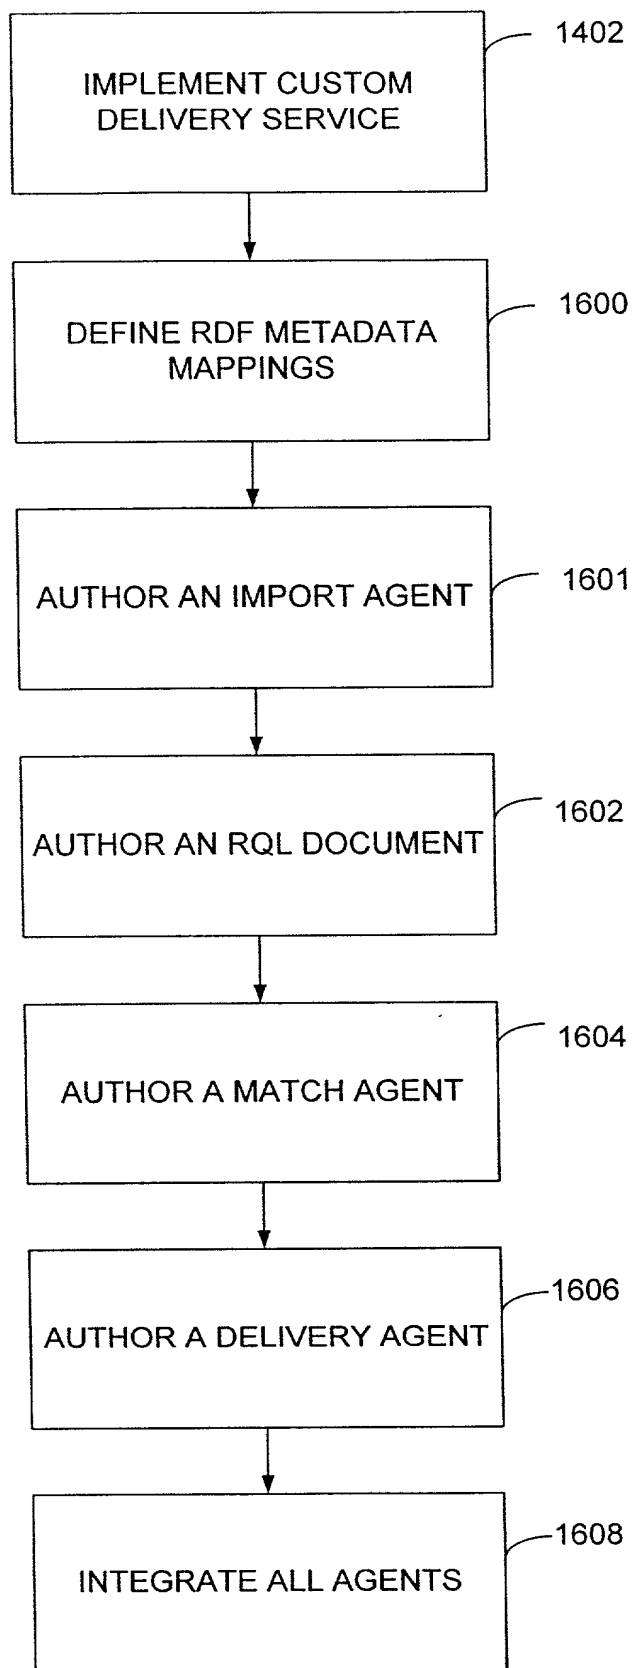 1402
IMPLEMENT CUSTOM
DELIVERY SERVICE
1600
DEFINE RDF METADATA
MAPPINGS
1601
AUTHOR AN IMPORT AGENT
1602
AUTHOR AN RQL DOCUMENT
1604
AUTHOR A MATCH AGENT
1606
AUTHOR A DELIVERY AGENT
1608
INTEGRATE ALL AGENTS